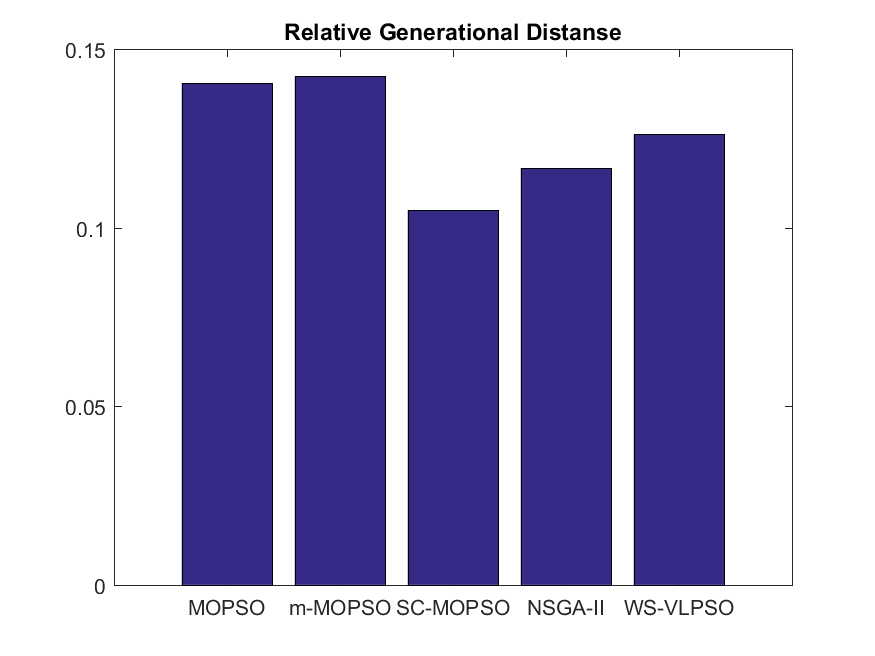 Relative Generational Distanse
0.15
0.1
0.05
0
MOPSO m-MOPSO SC-MOPSO NSGA-II WS-VLPSO